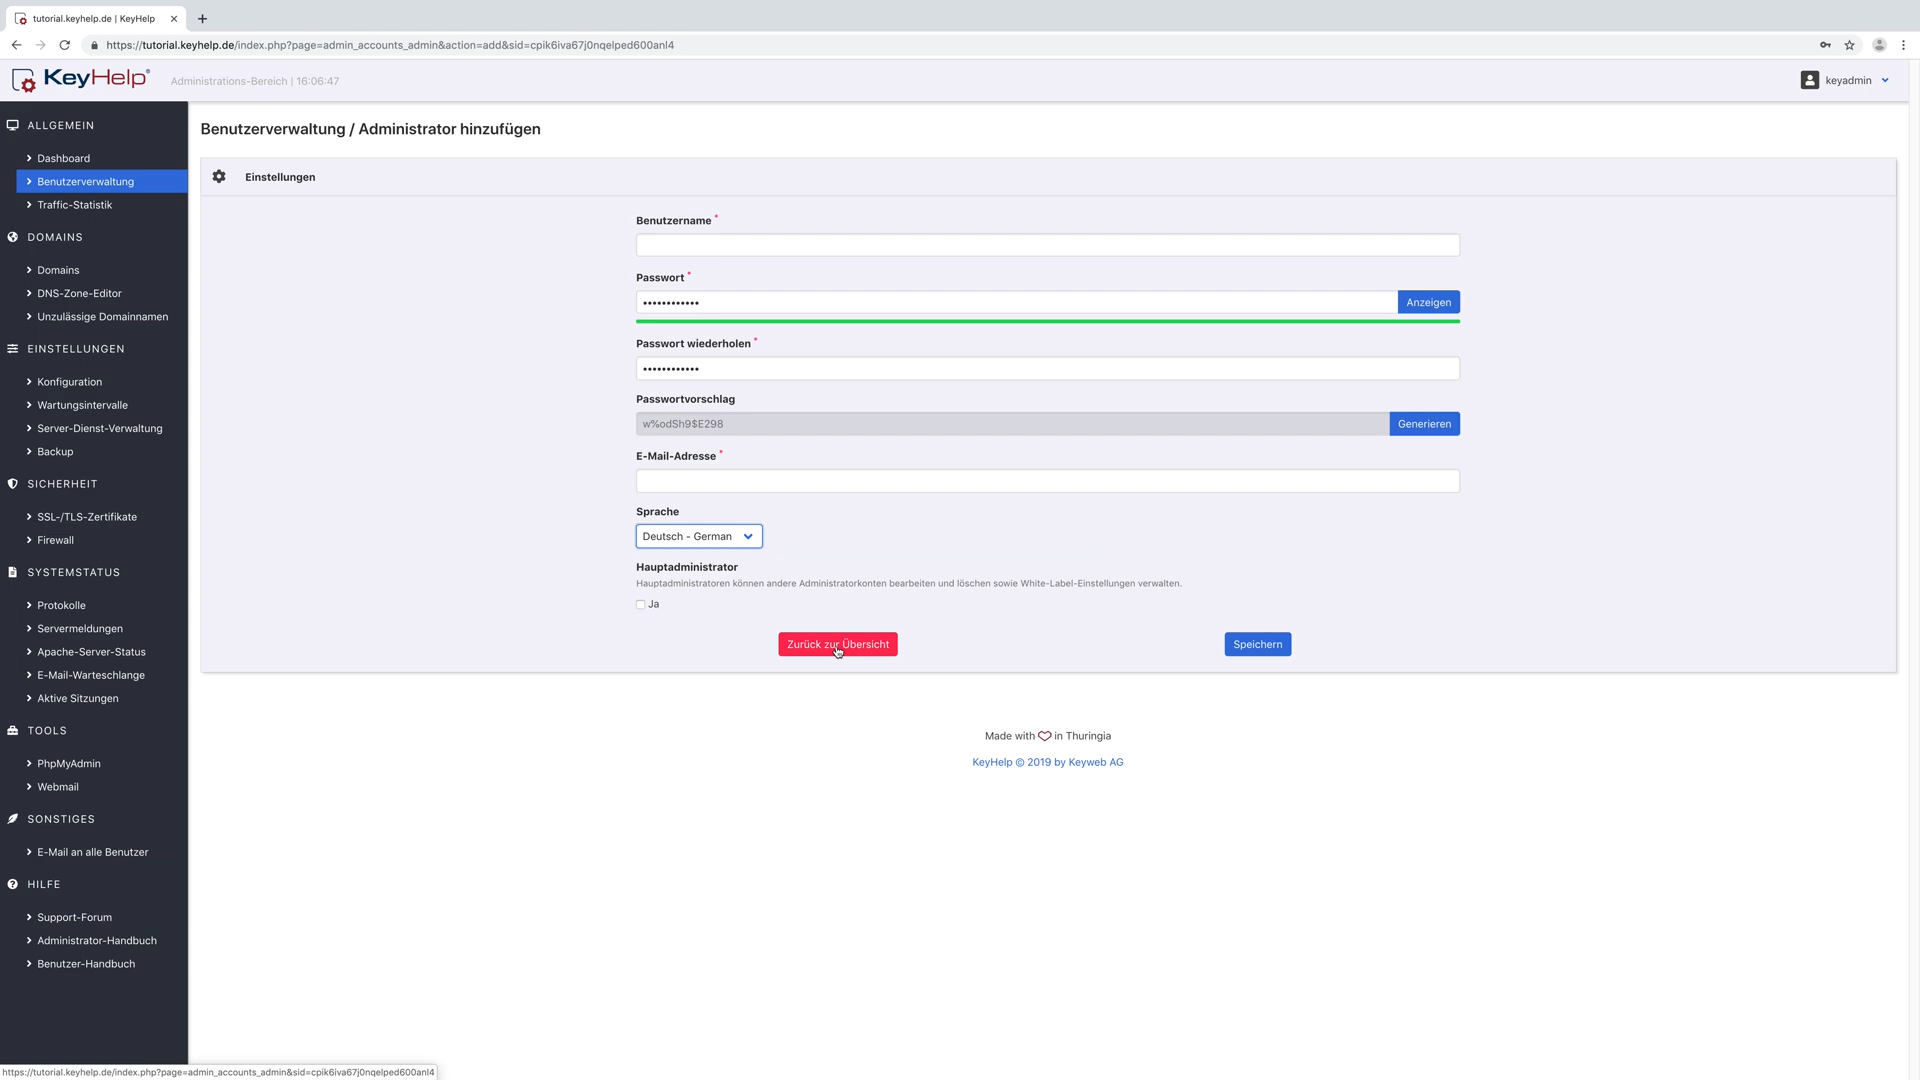 tutorial.keyhelp.de | KeyHelp
https://tutorial.keyhelp.de/index.php?page=admin_accounts_admin&action=add&sid=cpik6iva67j0nqelped600anl4
KeyHelp
Administrations-Bereich | 16:06:47
keyadmin
ALLGEMEIN
Dashboard
Benutzerverwaltung
Traffic-Statistik
DOMAINS
Domains
DNS-Zone-Editor
Unzulässige Domainnamen
EINSTELLUNGEN
Konfiguration
Wartungsintervalle
Server-Dienst-Verwaltung
Backup
SICHERHEIT
SSL-/TLS-Zertifikate
Firewall
SYSTEMSTATUS
Protokolle
Servermeldungen
Apache-Server-Status
E-Mail-Warteschlange
Aktive Sitzungen
TOOLS
PhpMyAdmin
Webmail
SONSTIGES
E-Mail an alle Benutzer
HILFE
Support-Forum
Administrator-Handbuch
Benutzer-Handbuch
Benutzerverwaltung / Administrator hinzufügen
Einstellungen
Benutzername *
Passwort *
•••••••••••• Anzeigen
Passwort wiederholen *
••••••••••••
Passwortvorschlag
w%odSh9$E298 Generieren
E-Mail-Adresse *
Sprache
Deutsch - German
Hauptadministrator
Hauptadministratoren können andere Administratorkonten bearbeiten und löschen sowie White-Label-Einstellungen verwalten.
Ja
Zurück zur Übersicht Speichern
Made with in Thuringia
KeyHelp © 2019 by Keyweb AG
https://tutorial.keyhelp.de/index.php?page=admin_accounts_admin&sid=cpik6iva67j0nqelped600anl4